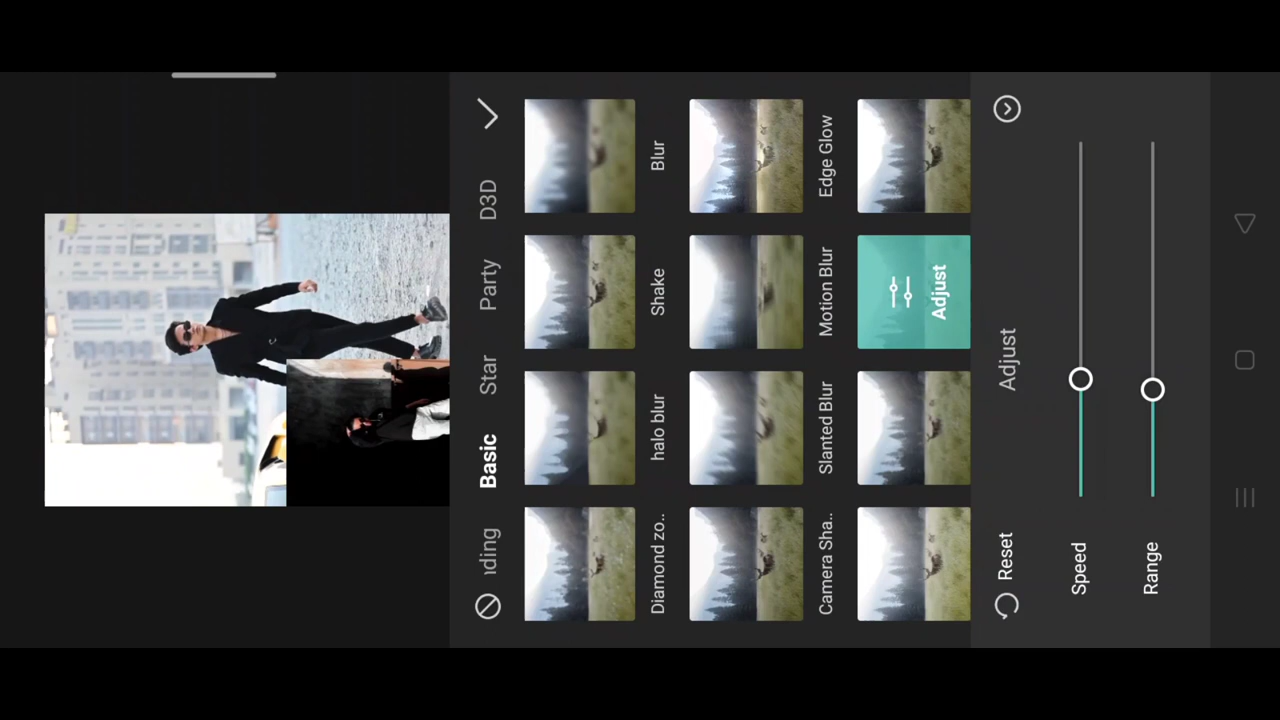 ıding
Basic
Star
Party
D3D
Diamond zo..
halo blur
Shake
Blur
Camera Sha..
Slanted Blur
Motion Blur
Edge Glow
Adjust
Reset
Adjust
Speed
Range